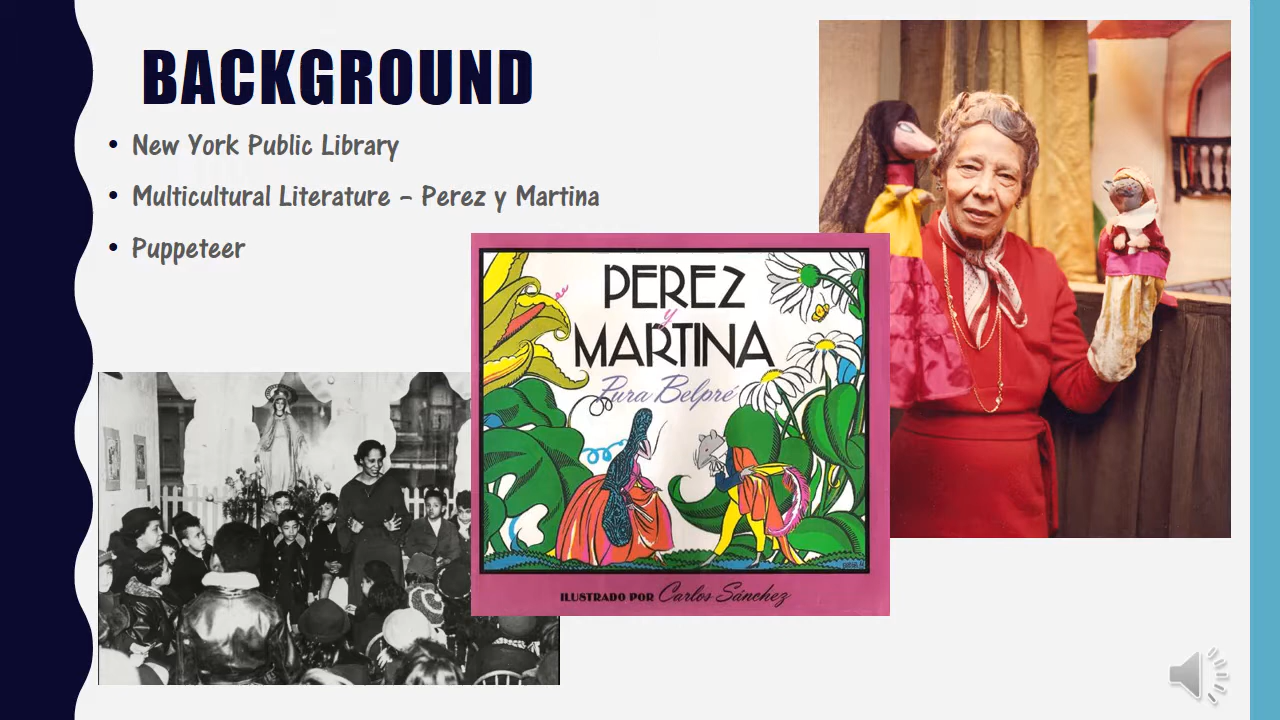 BACKGROUND
• New York Public Library
• Multicultural Literature – Perez y Martina
• Puppeteer
PEREZ
y
MARTINA
Pura Belpré
ILUSTRADO POR Carlos Sánchez